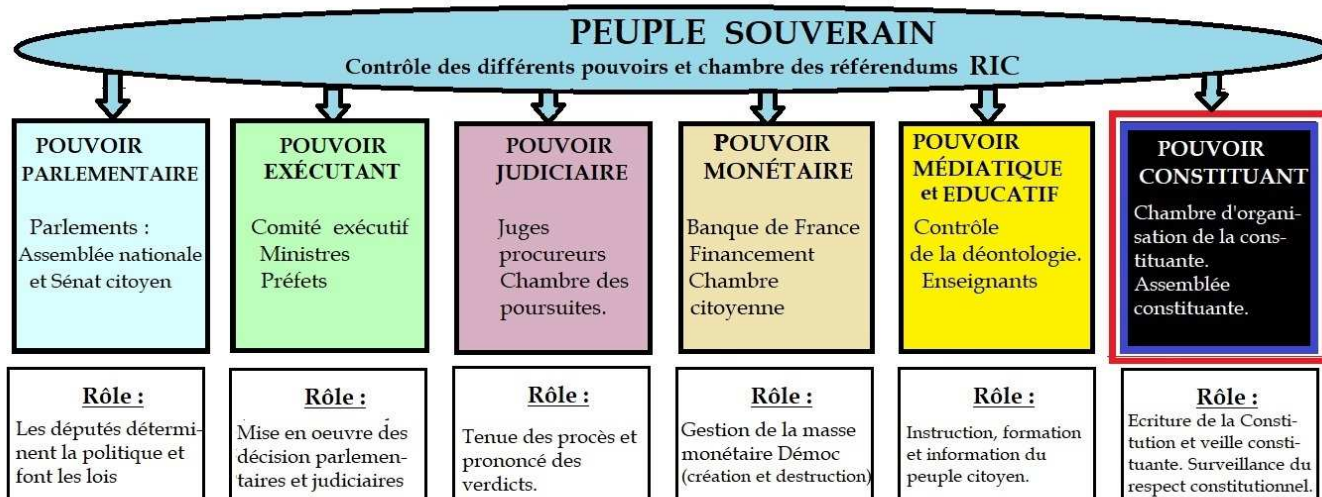 PEUPLE SOUVERAIN
Contrôle des différents pouvoirs et chambre des référendums RIC
POUVOIR
PARLEMENTAIRE
Parlements :
Assemblée nationale
et Sénat citoyen
POUVOIR
EXÉCUTANT
Comité exécutif
Ministres
Préfets
POUVOIR
JUDICIAIRE
Juges
procureurs
Chambre des
poursuites.
POUVOIR
MONÉTAIRE
Banque de France
Financement
Chambre
citoyenne
POUVOIR
MÉDIATIQUE
et EDUCATIF
Contrôle
de la déontologie.
Enseignants
POUVOIR
CONSTITUANT
Chambre d'organi-
sation de la cons-
tituante.
Assemblée
constituante.
Rôle :
Les députés détermi-
nent la politique et
font les lois
Rôle :
Mise en oeuvre des
décision parlemen-
taires et judiciaires
Rôle :
Tenue des procès et
prononcé des
verdicts.
Rôle :
Gestion de la masse
monétaire Démoc
(création et destruction)
Rôle :
Instruction, formation
et information du
peuple citoyen.
Rôle :
Ecriture de la Consti-
tution et veille consti-
tuante. Surveillance du
respect constitutionnel.